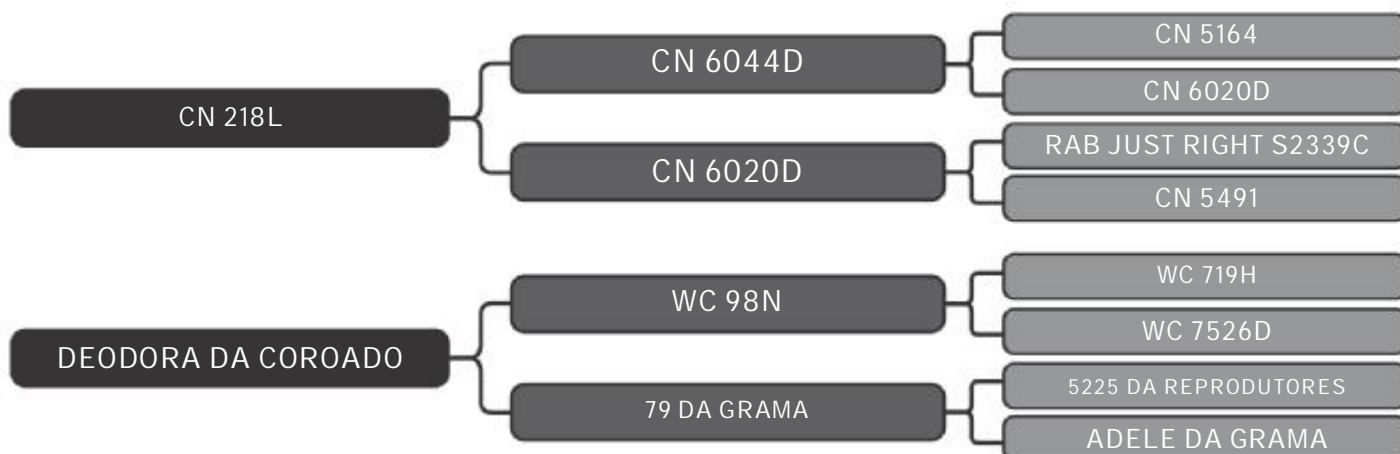 CN 218L
CN 6044D
CN 5164
CN 6020D
CN 6020D
RAB JUST RIGHT S2339C
CN 5491
DEODORA DA COROADO
WC 98N
WC 719H
WC 7526D
79 DA GRAMA
5225 DA REPRODUTORES
ADELE DA GRAMA